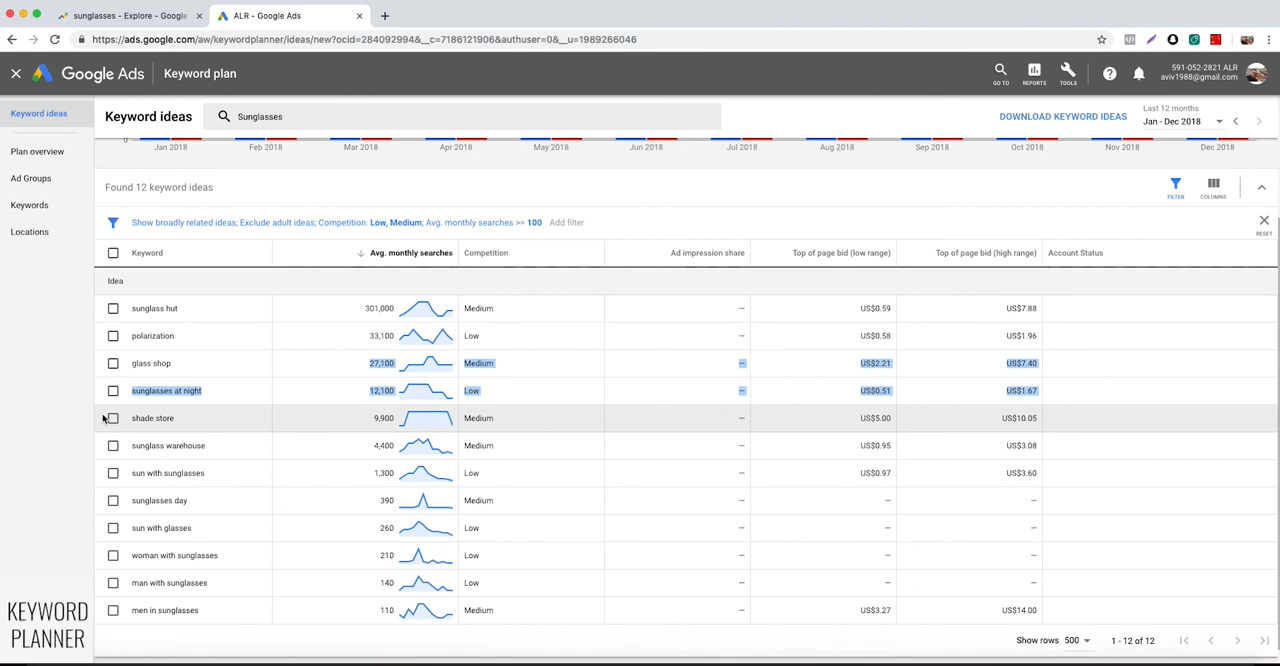 sunglasses - Explore - Google
ALR - Google Ads
https://ads.google.com/aw/keywordplanner/ideas/new?ocid=284092994&__c=7186121906&authuser=0&__u=1989266046
Google Ads
Keyword plan
GO TO
REPORTS
TOOLS
591-052-2821 ALR
aviv1988@gmail.com
Keyword ideas
Plan overview
Ad Groups
Keywords
Locations
Keyword ideas
Sunglasses
DOWNLOAD KEYWORD IDEAS
Last 12 months
Jan - Dec 2018
0
Jan 2018 Feb 2018 Mar 2018 Apr 2018 May 2018 Jun 2018 Jul 2018 Aug 2018 Sep 2018 Oct 2018 Nov 2018 Dec 2018
Found 12 keyword ideas
FILTER
COLUMNS
Show broadly related ideas; Exclude adult ideas; Competition: Low, Medium; Avg. monthly searches >= 100 Add filter
RESET
Keyword Avg. monthly searches Competition Ad impression share Top of page bid (low range) Top of page bid (high range) Account Status
Idea
sunglass hut 301,000 Medium – US$0.59 US$7.88
polarization 33,100 Low – US$0.58 US$1.96
glass shop 27,100 Medium – US$2.21 US$7.40
sunglasses at night 12,100 Low – US$0.51 US$1.67
shade store 9,900 Medium – US$5.00 US$10.05
sunglass warehouse 4,400 Medium – US$0.95 US$3.08
sun with sunglasses 1,300 Low – US$0.97 US$3.60
sunglasses day 390 Medium – – –
sun with glasses 260 Low – – –
woman with sunglasses 210 Low – – –
man with sunglasses 140 Low – – –
men in sunglasses 110 Medium – US$3.27 US$14.00
Show rows 500 1 - 12 of 12
KEYWORD
PLANNER